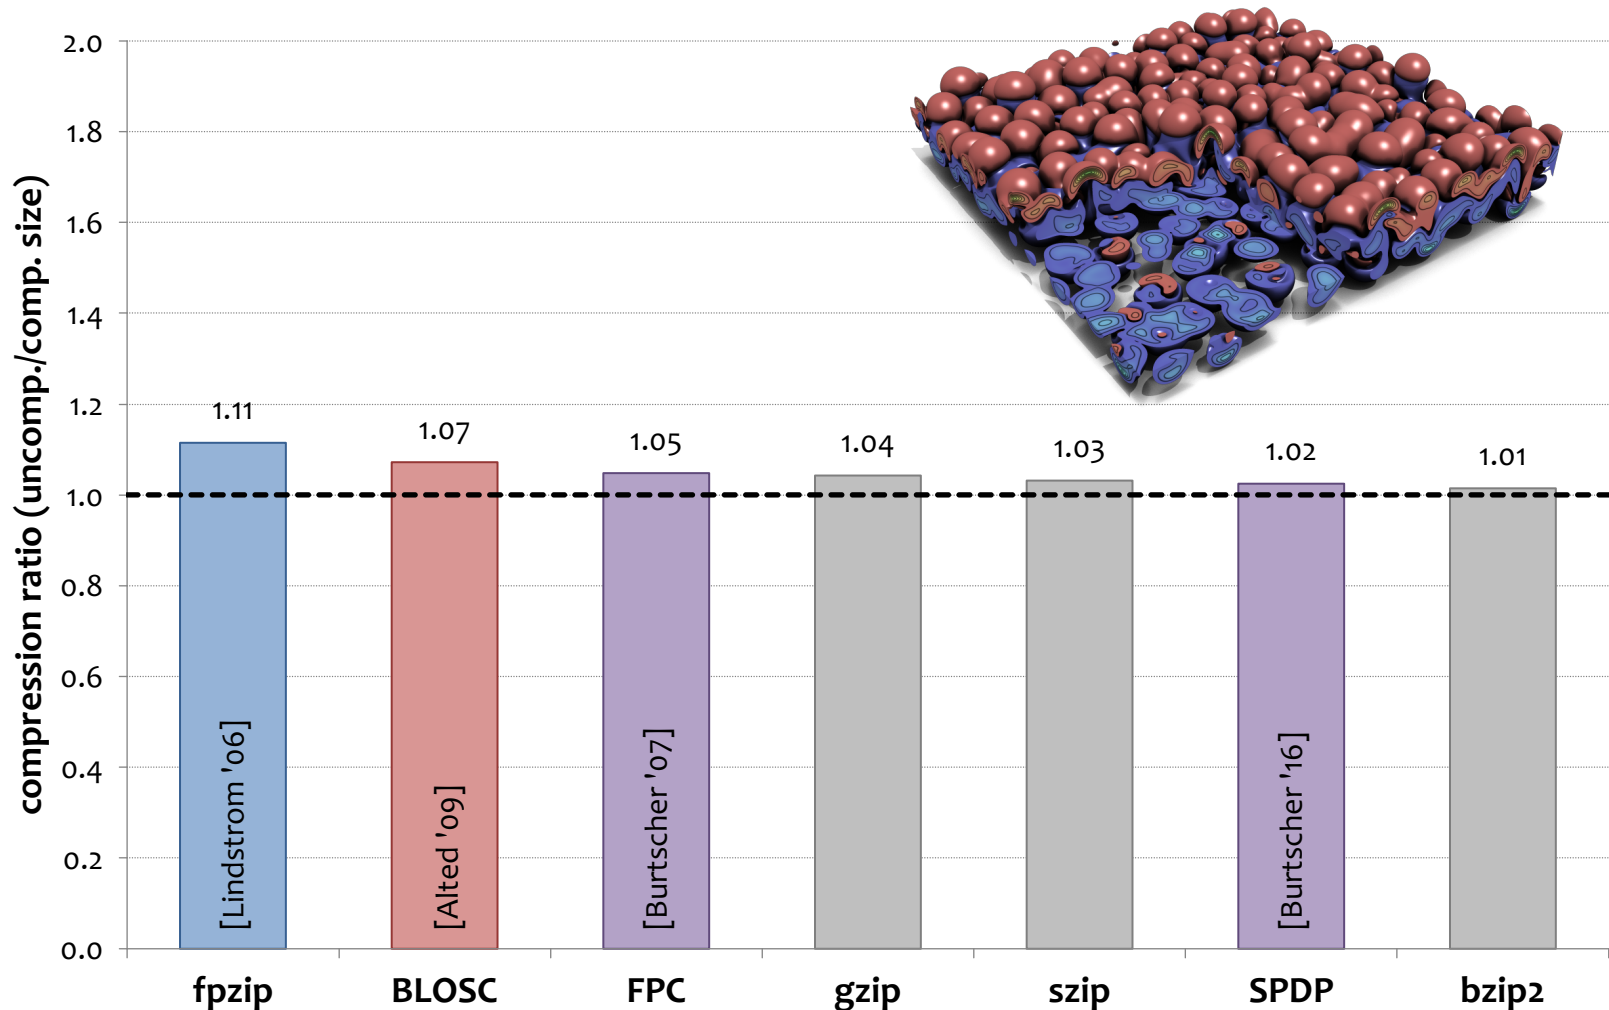 compression ratio (uncomp./comp. size)
2.0
1.8
1.6
1.4
1.2
1.0
0.8
0.6
0.4
0.2
0.0
1.11
1.07
1.05
1.04
1.03
1.02
1.01
[Lindstrom '06]
[Alted '09]
[Burtscher '07]
[Burtscher '16]
fpzip
BLOSC
FPC
gzip
szip
SPDP
bzip2